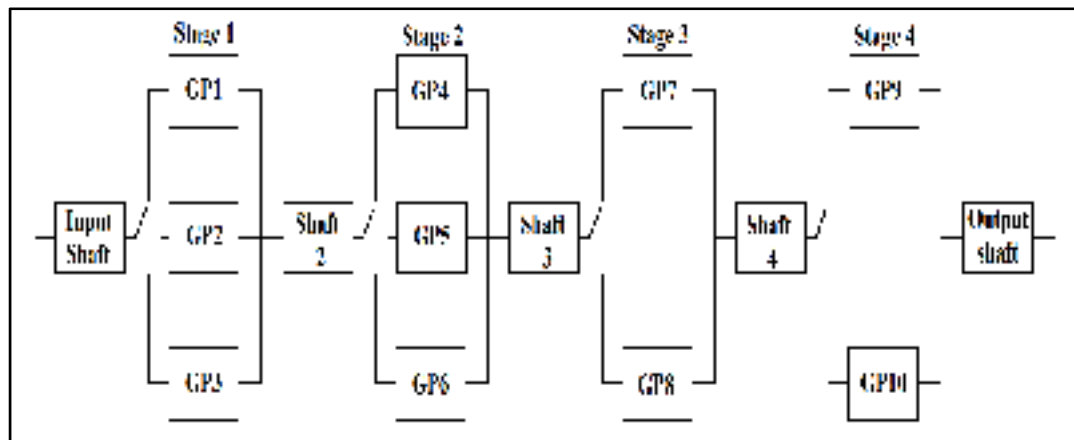 Stage 1
Stage 2
Stage 3
Stage 4
GP1
GP4
GP7
GP9
Input
Shaft
GP2
Shaft
2
GP5
Shaft
3
Shaft
4
Output
shaft
GP3
GP6
GP8
GP10